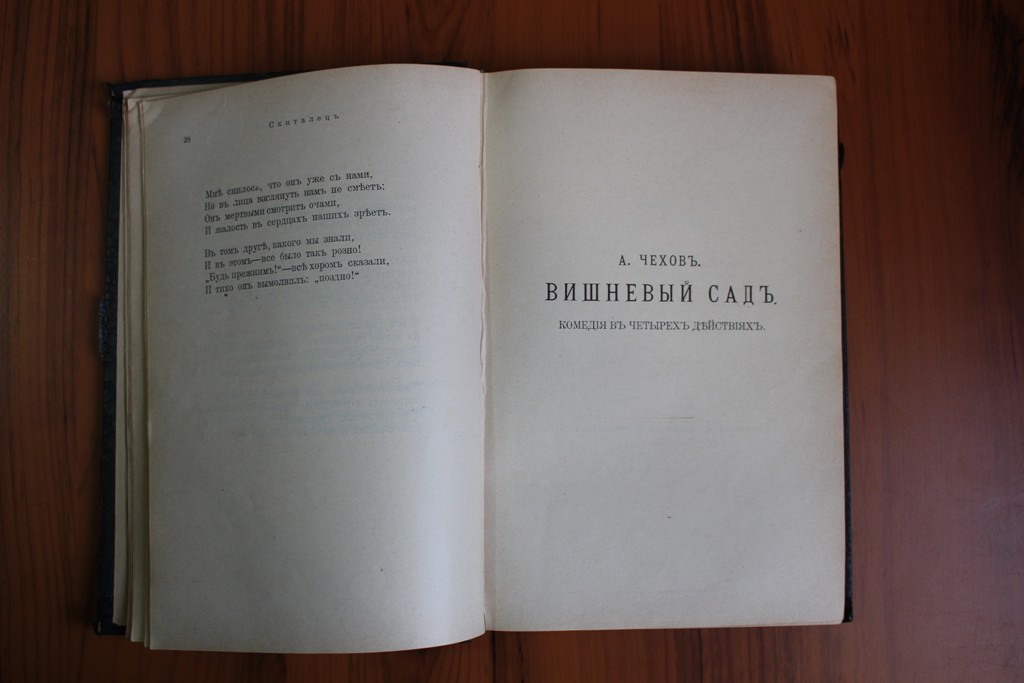 28
Скиталецъ
Мнѣ снилось, что онъ уже съ нами,
Но въ лица взглянуть намъ не смѣетъ:
Онъ мертвыми смотритъ очами,
И жалость въ сердцахъ нашихъ зрѣетъ.
Въ томъ другѣ, какого мы знали,
И въ этомъ—все было такъ розно!
„Будь прежнимъ!“—всѣ хоромъ сказали,
И тихо онъ вымолвилъ: „поздно!“
А. ЧЕХОВЪ.
ВИШНЕВЫЙ САДЪ.
КОМЕДІЯ ВЪ ЧЕТЫРЕХЪ ДѢЙСТВІЯХЪ.